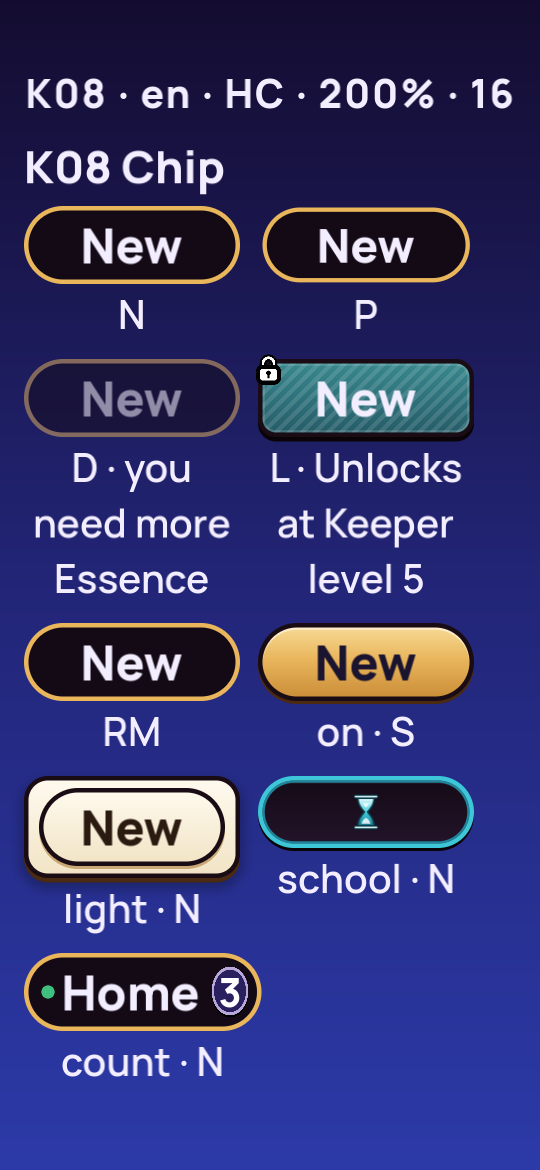 K08 · en · HC · 200% · 16
K08 Chip
New New
N P
New New
D · you
need more
Essence
L · Unlocks
at Keeper
level 5
New New
RM on · S
New
light · N school · N
Home 3
count · N